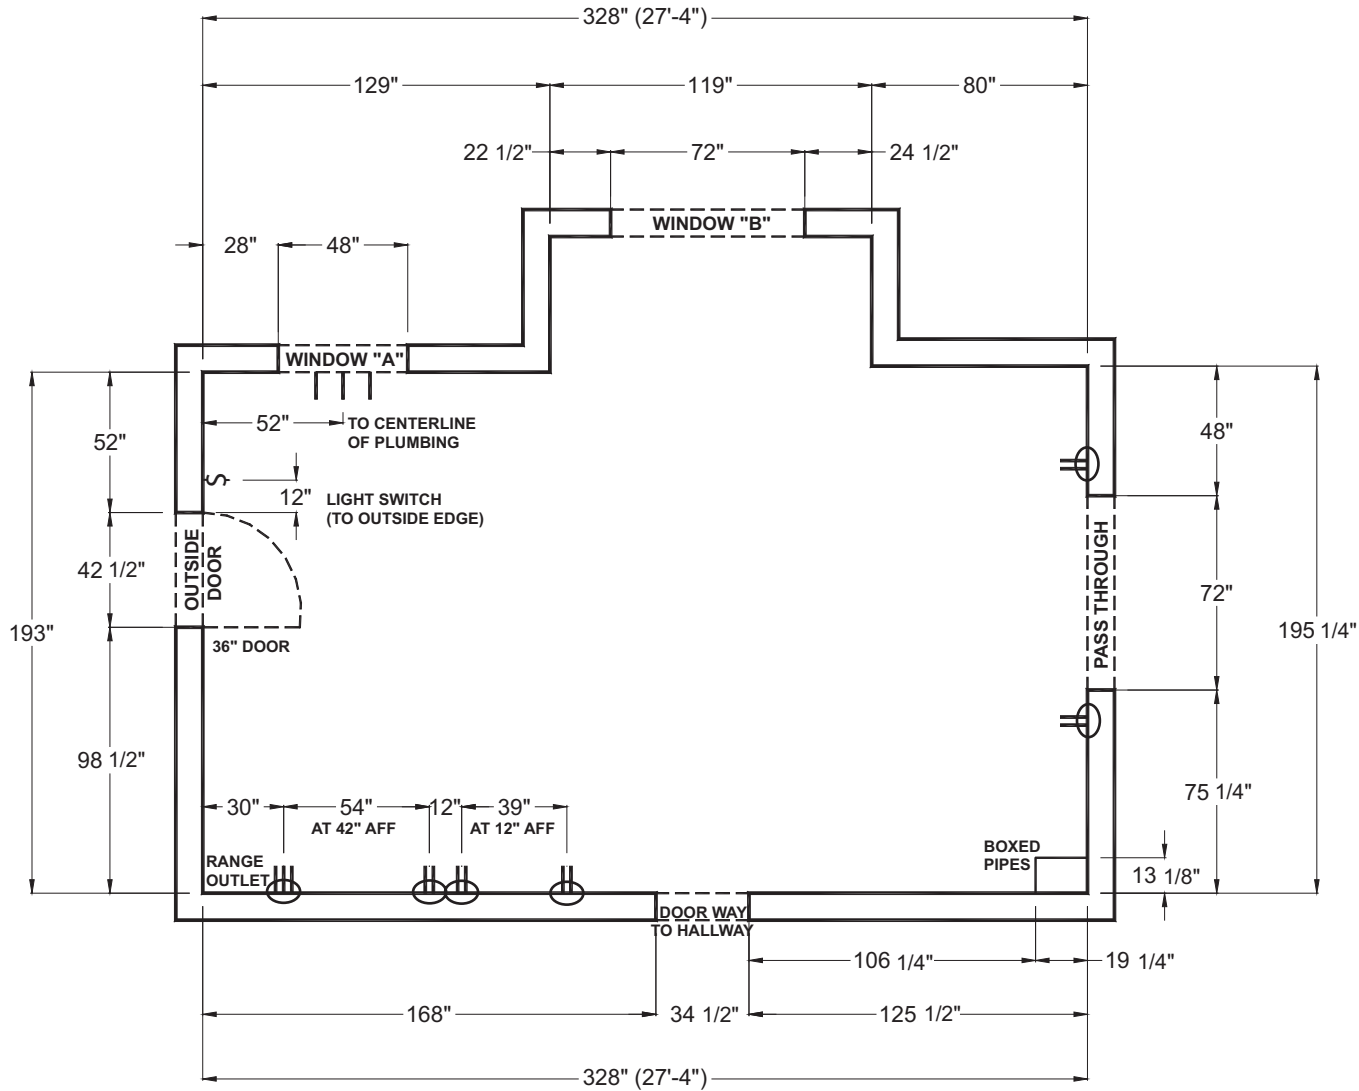 328" (27'-4")
129"
119"
80"
22 1/2"
72"
24 1/2"
WINDOW "B"
28"
48"
WINDOW "A"
52"
TO CENTERLINE
OF PLUMBING
52"
48"
S
12"
LIGHT SWITCH
(TO OUTSIDE EDGE)
OUTSIDE
DOOR
42 1/2"
36" DOOR
193"
PASS THROUGH
72"
195 1/4"
98 1/2"
75 1/4"
30"
54"
12"
39"
AT 42" AFF
AT 12" AFF
RANGE
OUTLET
BOXED
PIPES
13 1/8"
DOOR WAY
TO HALLWAY
106 1/4"
19 1/4"
168"
34 1/2"
125 1/2"
328" (27'-4")